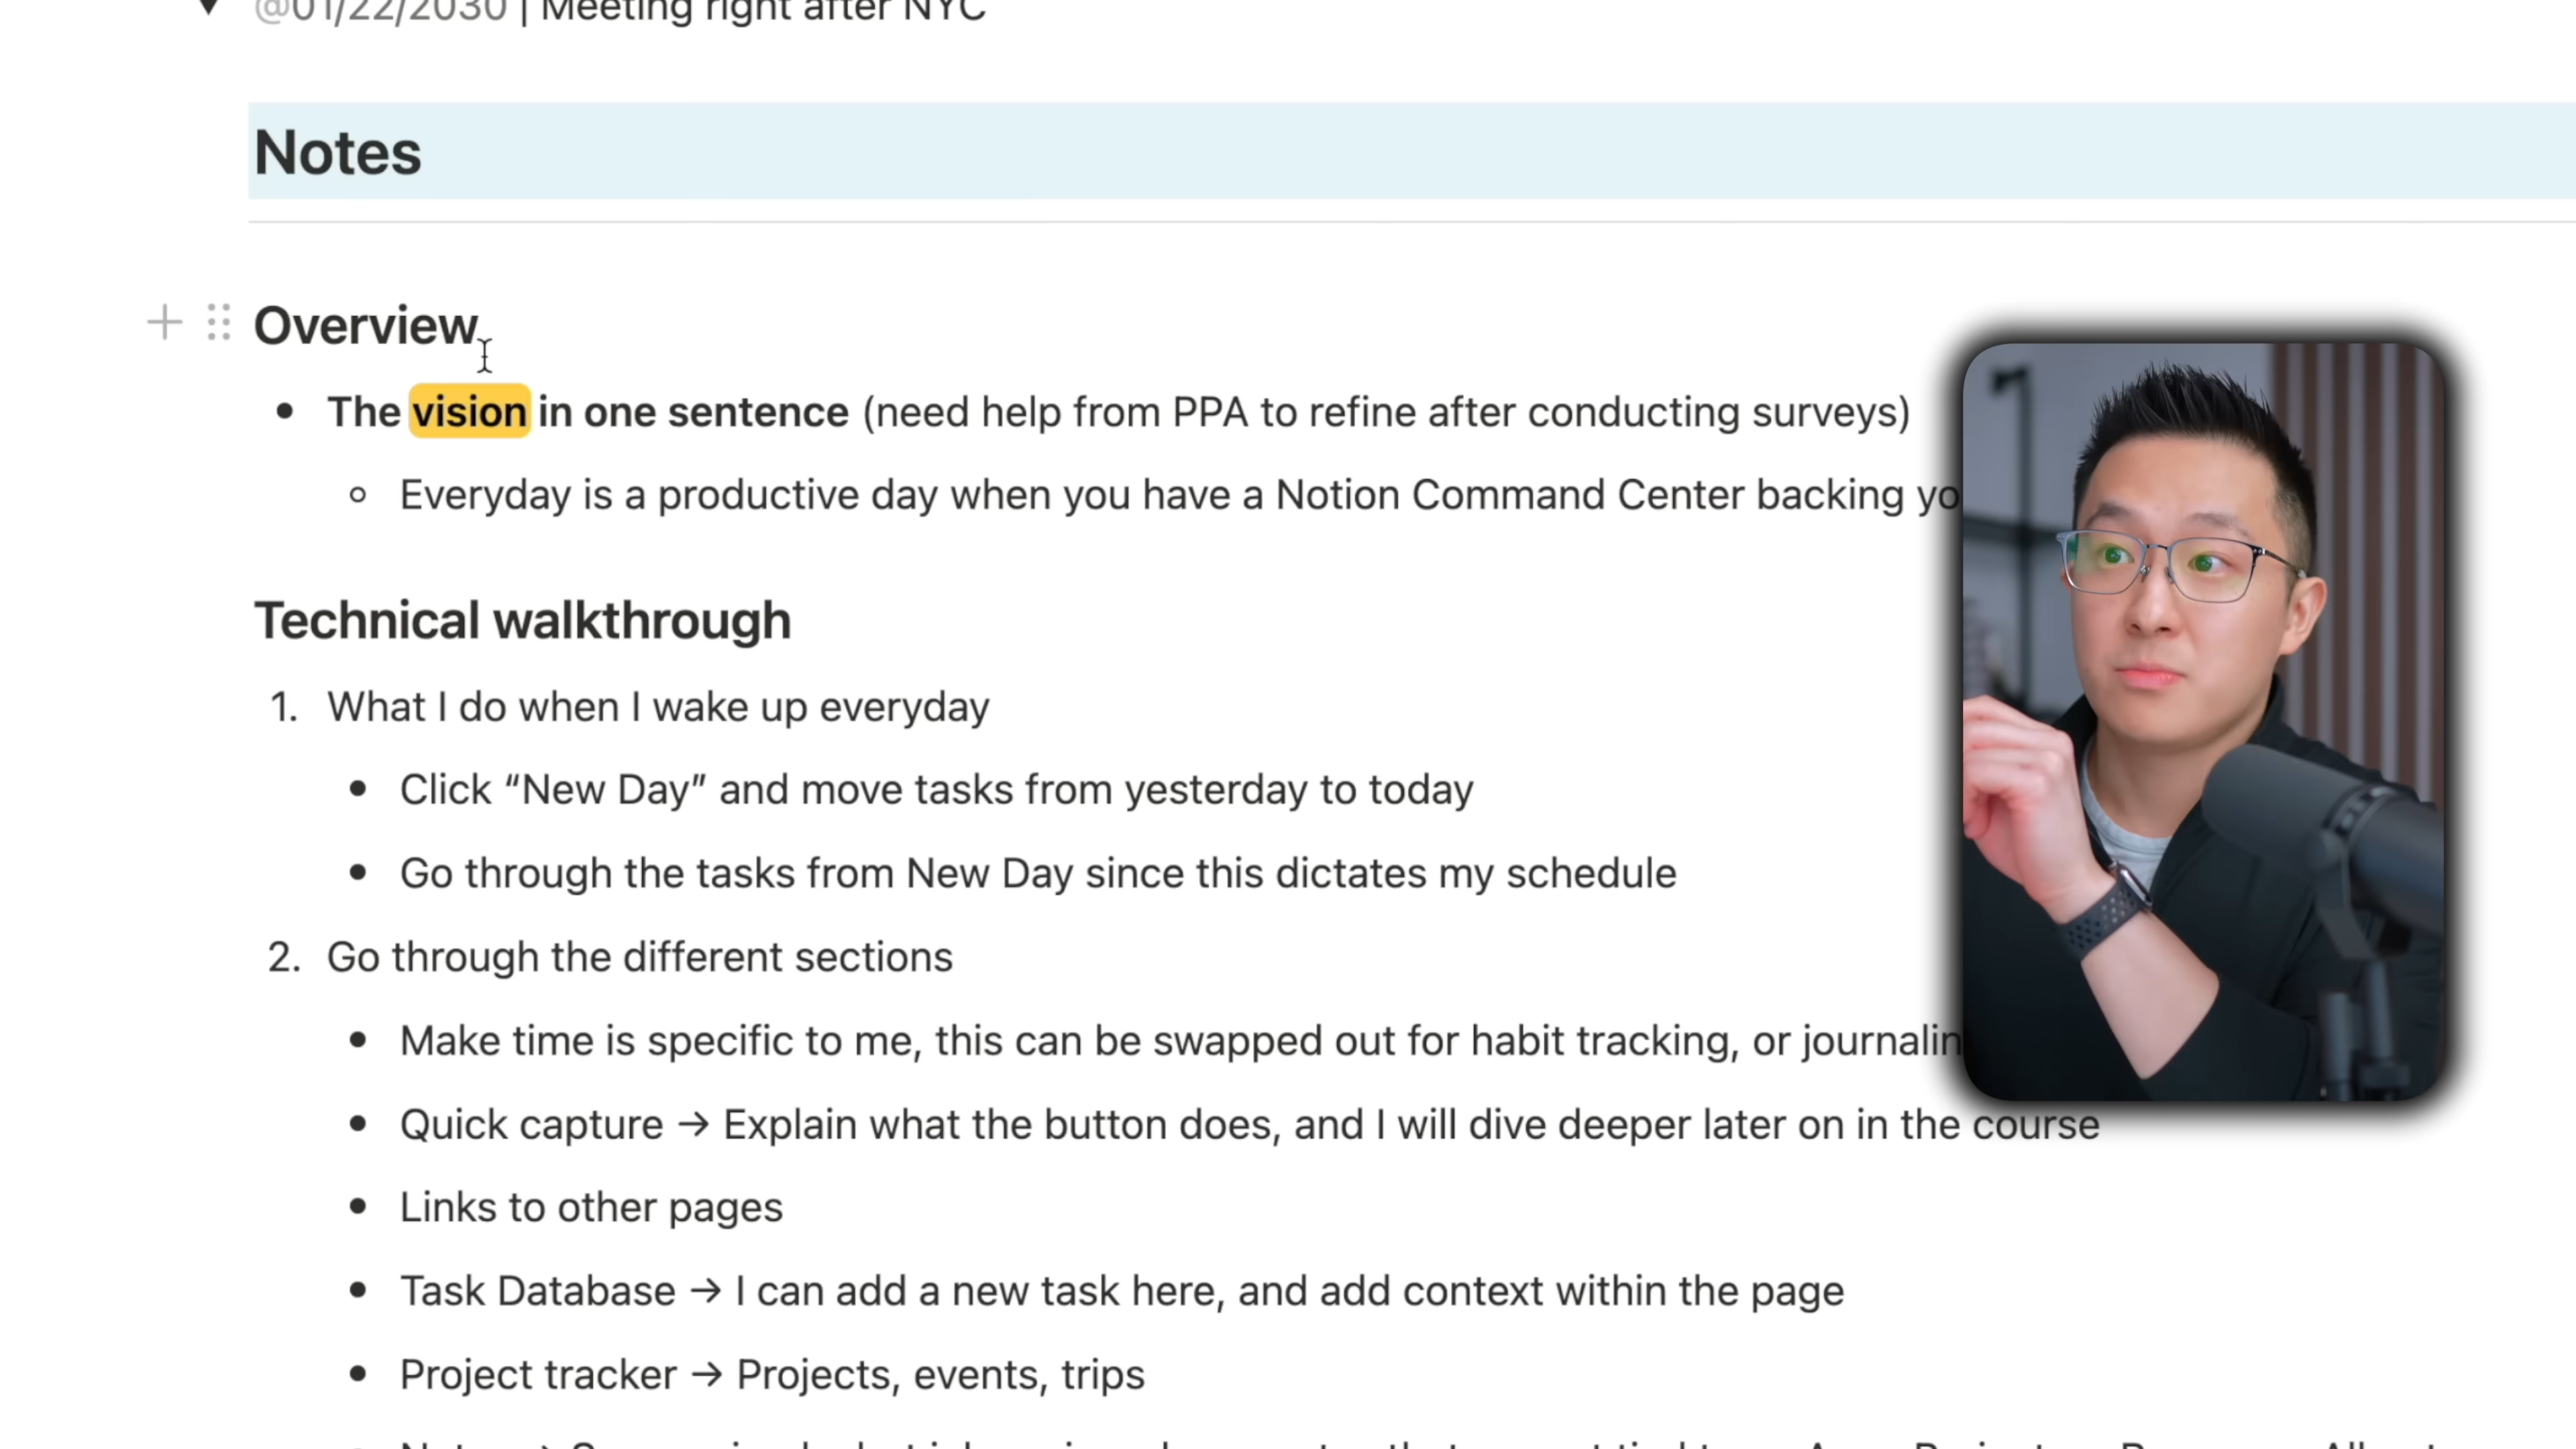 @01/22/2030 | Meeting right after NYC
Notes
Overview
The vision in one sentence (need help from PPA to refine after conducting surveys)
Everyday is a productive day when you have a Notion Command Center backing
Technical walkthrough
1. What I do when I wake up everyday
Click “New Day” and move tasks from yesterday to today
Go through the tasks from New Day since this dictates my schedule
2. Go through the different sections
Make time is specific to me, this can be swapped out for habit tracking, or
Quick capture → Explain what the button does, and I will dive deeper later on in the course
Links to other pages
Task Database → I can add a new task here, and add context within the page
Project tracker → Projects, events, trips